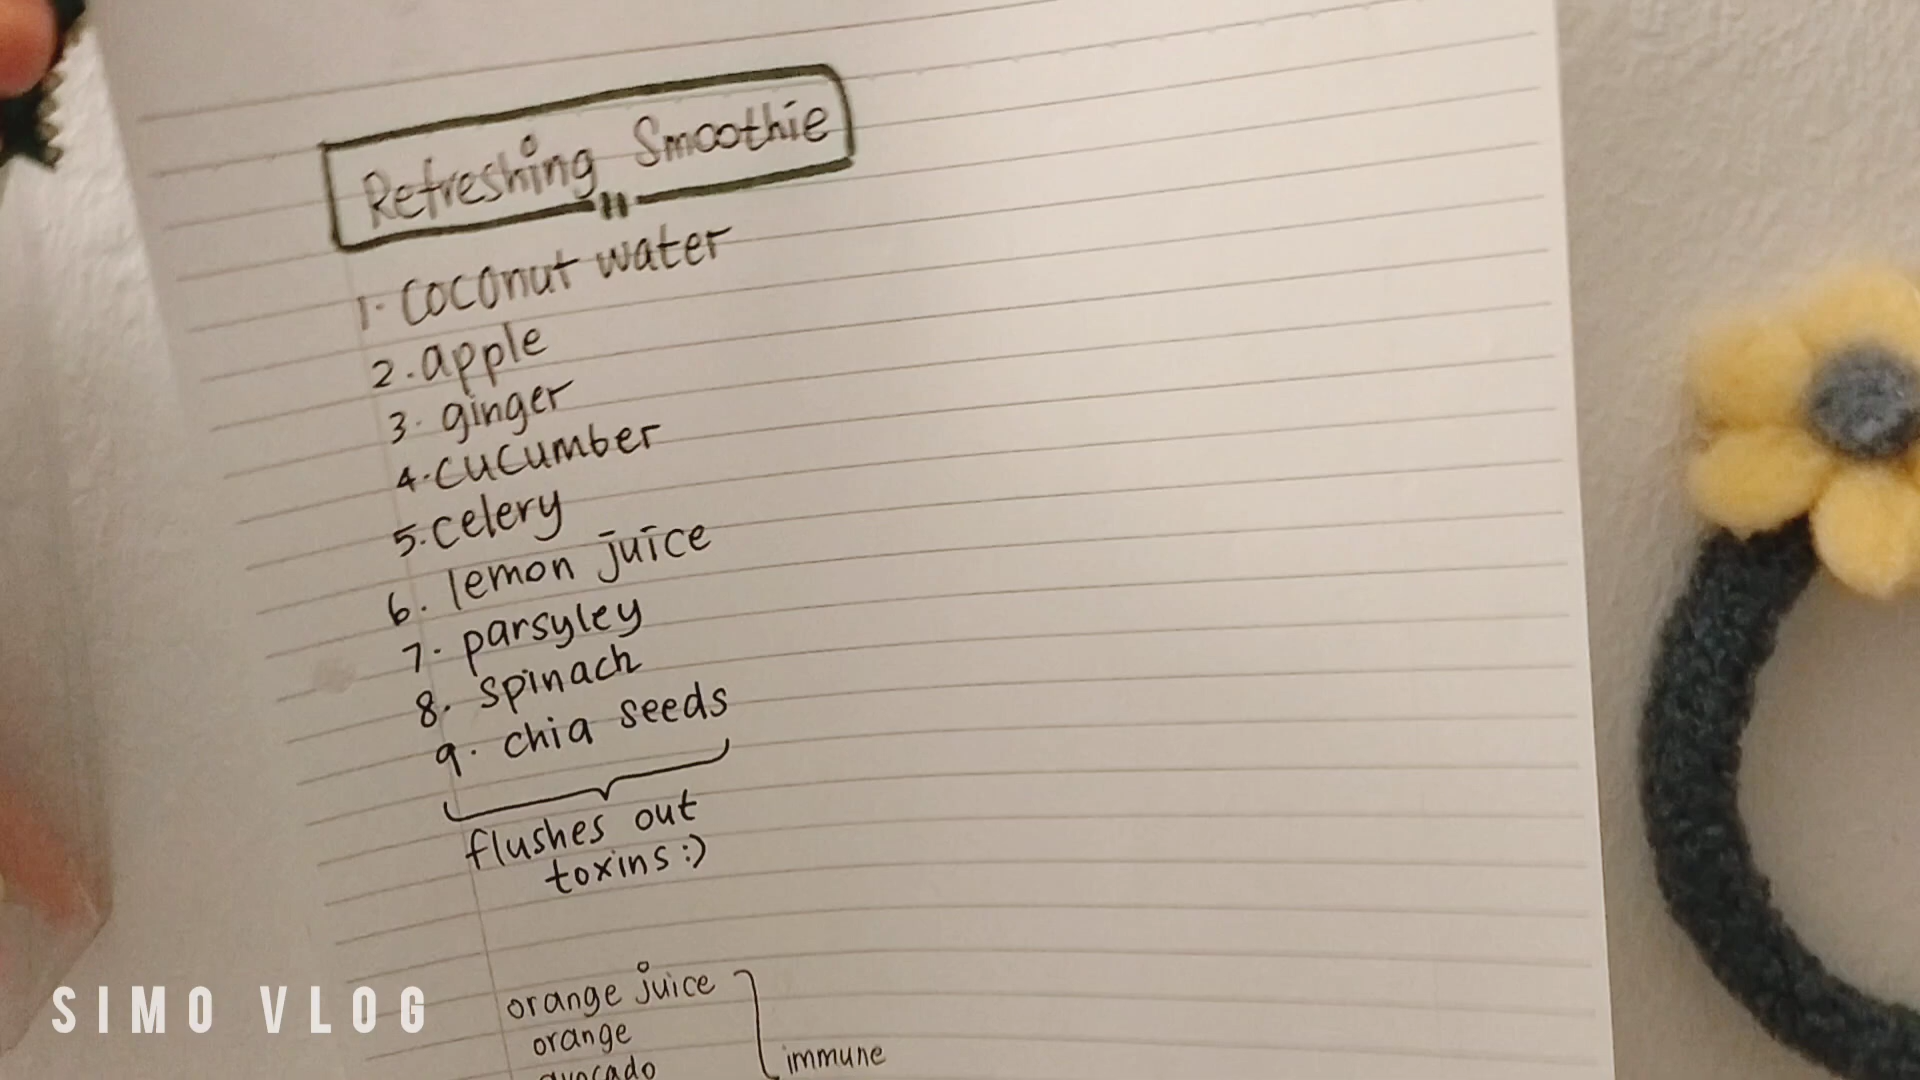 Refreshing Smoothie
1. coconut water
2. apple
3. ginger
4. cucumber
5. celery
6. lemon juice
7. parsyley
8. spinach
9. chia seeds
flushes out
toxins :)
orange juice
orange
avocado
immune
SIMO VLOG